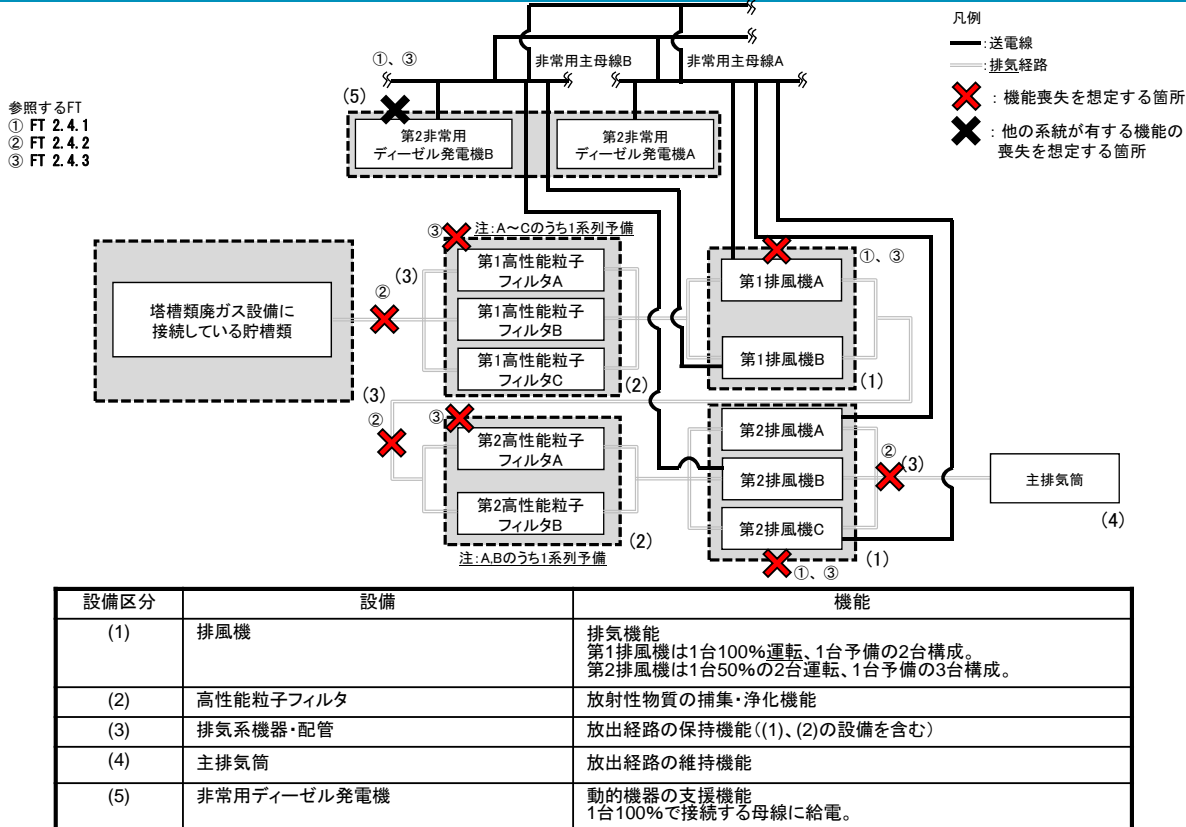 凡例
:送電線
:排気経路
:機能喪失を想定する箇所
:他の系統が有する機能の
喪失を想定する箇所
参照するFT
① FT 2.4.1
② FT 2.4.2
③ FT 2.4.3
①、③
非常用主母線B
非常用主母線A
(5)
第2非常用
ディーゼル発電機B
第2非常用
ディーゼル発電機A
③
注:A~Cのうち1系列予備
塔槽類廃ガス設備に
接続している貯槽類
②
(3)
第1高性能粒子
フィルタA
第1高性能粒子
フィルタB
第1高性能粒子
フィルタC
(2)
①、③
第1排風機A
第1排風機B
(1)
(3)
②
③
第2高性能粒子
フィルタA
第2高性能粒子
フィルタB
(2)
注:A,Bのうち1系列予備
第2排風機A
第2排風機B
第2排風機C
(1)
①、③
②
(3)
主排気筒
(4)
設備区分 設備 機能
(1) 排風機 排気機能
第1排風機は1台100%運転、1台予備の2台構成。
第2排風機は1台50%の2台運転、1台予備の3台構成。
(2) 高性能粒子フィルタ 放射性物質の捕集・浄化機能
(3) 排気系機器・配管 放出経路の保持機能((1)、(2)の設備を含む)
(4) 主排気筒 放出経路の維持機能
(5) 非常用ディーゼル発電機 動的機器の支援機能
1台100%で接続する母線に給電。